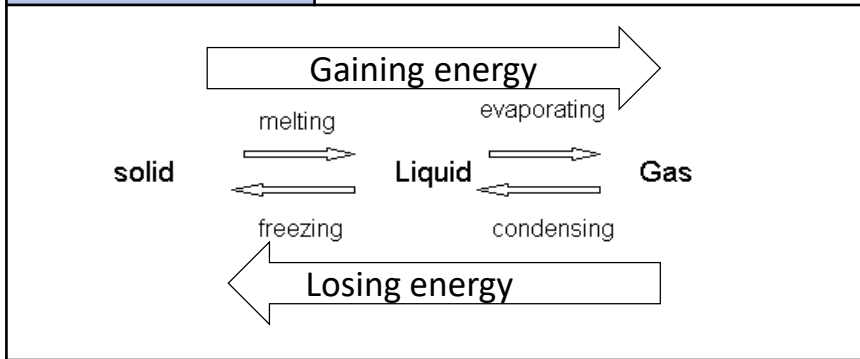 Gaining energy
melting evaporating
solid Liquid Gas
freezing condensing
Losing energy